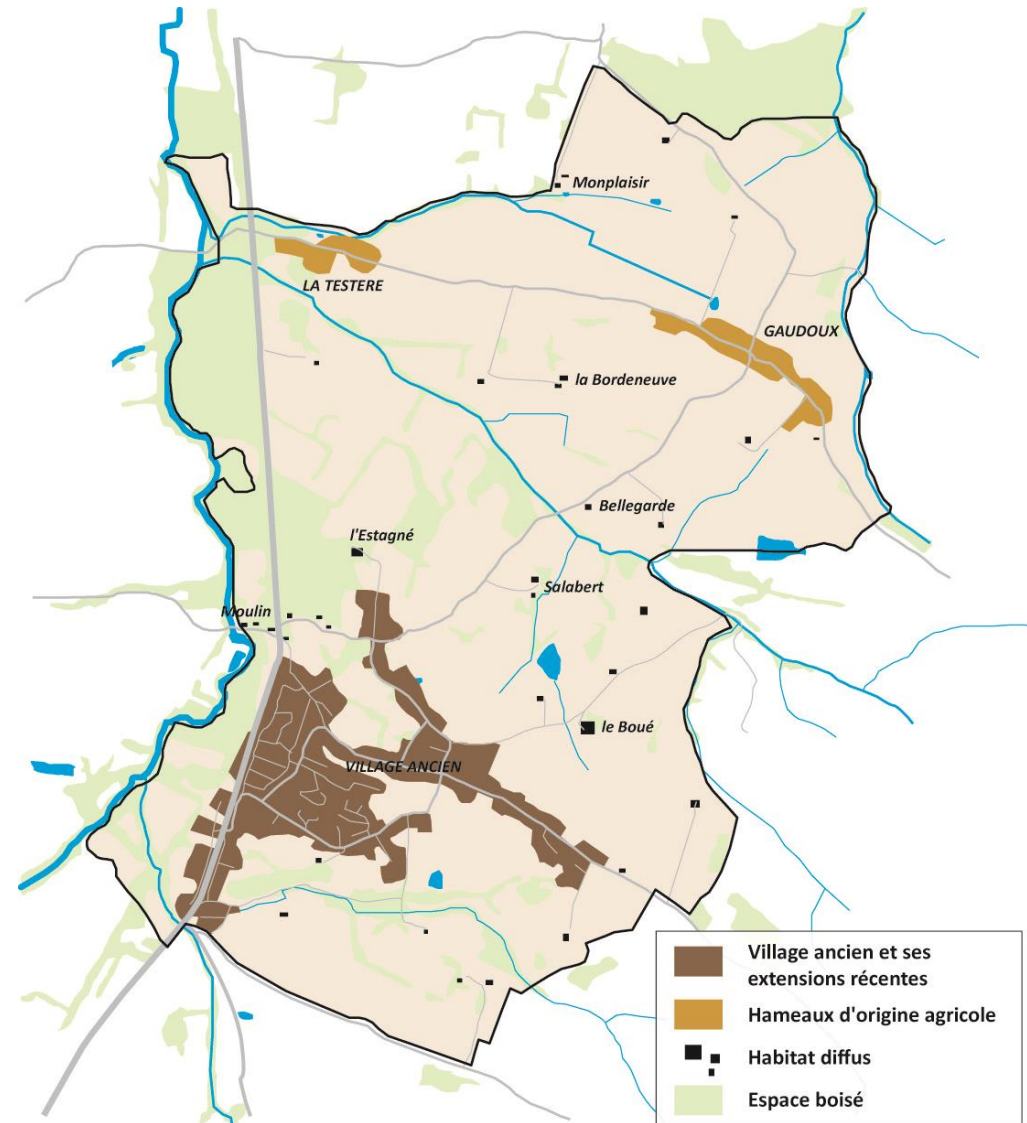 Monplaisir
LA TESTERE
GAUDOUX
la Bordeneuve
Bellegarde
l'Estagné
Salabert
Moulin
le Boué
VILLAGE ANCIEN
Village ancien et ses
extensions récentes
Hameaux d'origine agricole
Habitat diffus
Espace boisé